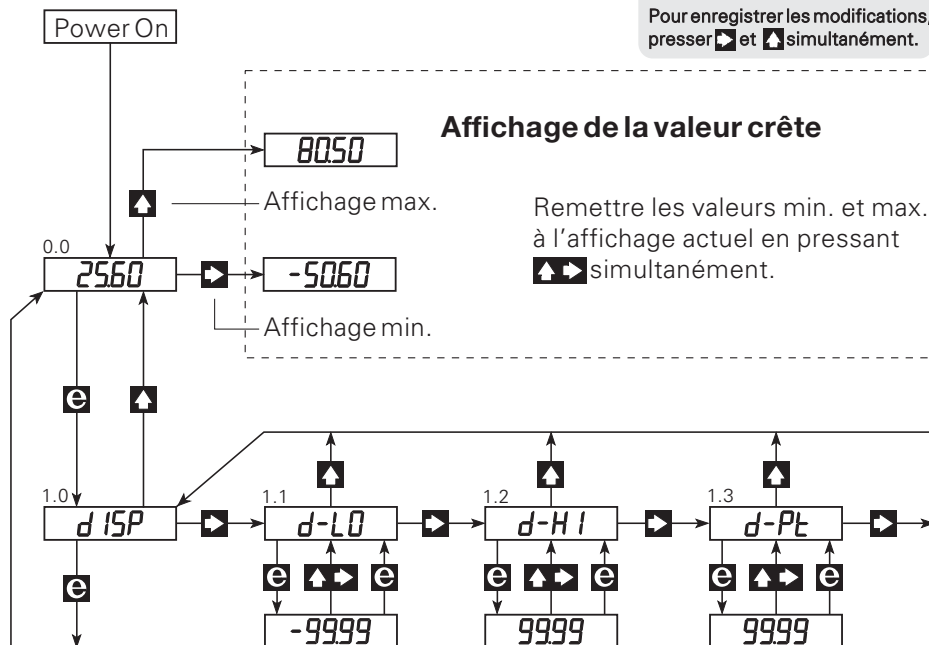 Pour enregistrer les modifications,
presser et simultanément.
Power On
Affichage de la valeur crête
80.50
Affichage max.
Remettre les valeurs min. et max.
à l'affichage actuel en pressant
simultanément.
0.0
25.60
-50.60
Affichage min.
e
1.0
1.1
1.2
1.3
dISP
d-LO
d-HI
d-Pt
e
e
e
e
e
e
e
-99.99
99.99
99.99